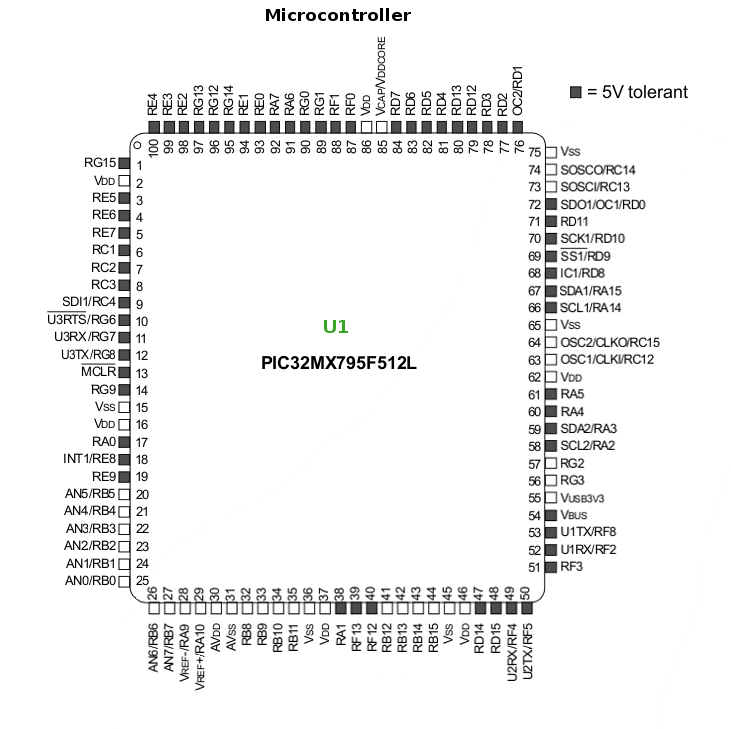 Microcontroller
= 5V tolerant
RE4
RE3
RE2
RG13
RG12
RG14
RE1
RE0
RA7
RA6
RG0
RG1
RF1
RF0
VDD
VCAP/VDDCORE
RD7
RD6
RD5
RD4
RD13
RD12
RD3
RD2
OC2/RD1
100
99
98
97
96
95
94
93
92
91
90
89
88
87
86
85
84
83
82
81
80
79
78
77
76
RG15 1
VDD 2
RE5 3
RE6 4
RE7 5
RC1 6
RC2 7
RC3 8
SDI1/RC4 9
U3RTS/RG6 10
U3RX/RG7 11
U3TX/RG8 12
MCLR 13
RG9 14
VSS 15
VDD 16
RA0 17
INT1/RE8 18
RE9 19
AN5/RB5 20
AN4/RB4 21
AN3/RB3 22
AN2/RB2 23
AN1/RB1 24
AN0/RB0 25
U1
PIC32MX795F512L
75 VSS
74 SOSCO/RC14
73 SOSCI/RC13
72 SDO1/OC1/RD0
71 RD11
70 SCK1/RD10
69 SS1/RD9
68 IC1/RD8
67 SDA1/RA15
66 SCL1/RA14
65 VSS
64 OSC2/CLKO/RC15
63 OSC1/CLKI/RC12
62 VDD
61 RA5
60 RA4
59 SDA2/RA3
58 SCL2/RA2
57 RG2
56 RG3
55 VUSB3V3
54 VBUS
53 U1TX/RF8
52 U1RX/RF2
51 RF3
26
27
28
29
30
31
32
33
34
35
36
37
38
39
40
41
42
43
44
45
46
47
48
49
50
AN6/RB6
AN7/RB7
VREF-/RA9
VREF+/RA10
AVDD
AVSS
RB8
RB9
RB10
RB11
VSS
VDD
RA1
RF13
RF12
RB12
RB13
RB14
RB15
VSS
VDD
RD14
RD15
U2RX/RF4
U2TX/RF5